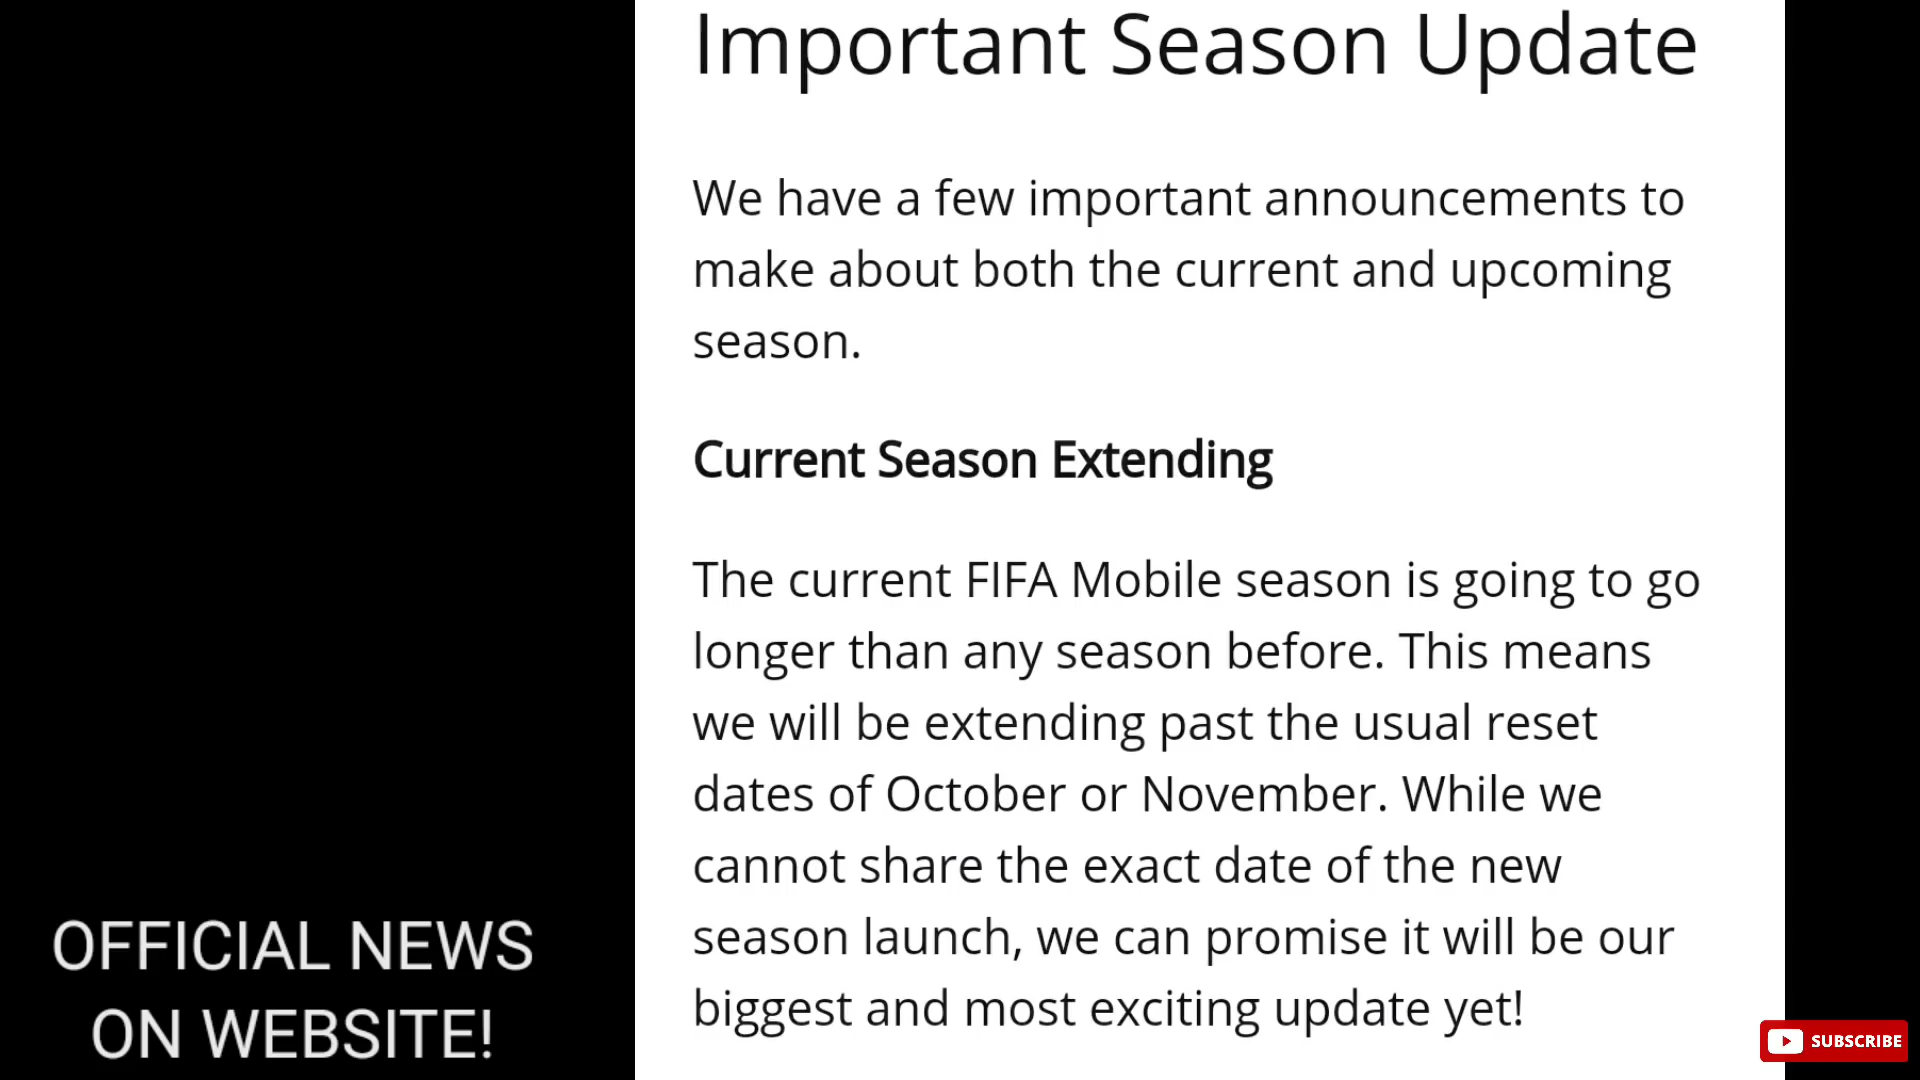 Important Season Update
We have a few important announcements to
make about both the current and upcoming
season.
Current Season Extending
The current FIFA Mobile season is going to go
longer than any season before. This means
we will be extending past the usual reset
dates of October or November. While we
cannot share the exact date of the new
season launch, we can promise it will be our
biggest and most exciting update yet!
OFFICIAL NEWS
ON WEBSITE!
SUBSCRIBE